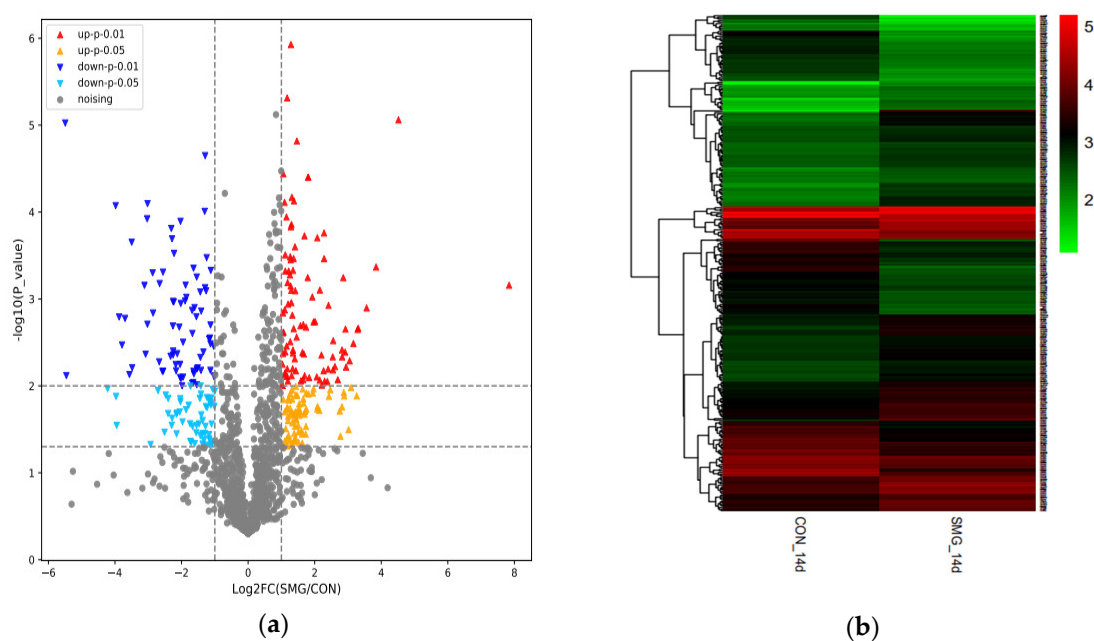 up-p-0.01
up-p-0.05
down-p-0.01
down-p-0.05
noising
6
5
4
3
2
1
0
-log10(P_value)
−6 −4 −2 0 2 4 6 8
Log2FC(SMG/CON)
(a)
5
4
3
2
CON_14d
SMG_14d
(b)